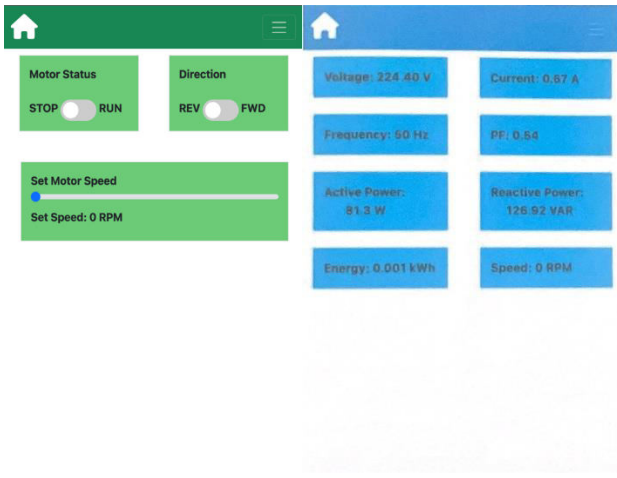 Motor Status
STOP RUN
Direction
REV FWD
Set Motor Speed
Set Speed: 0 RPM
Voltage: 224.40 V
Current: 0.67 A
Frequency: 50 Hz
PF: 0.54
Active Power:
81.3 W
Reactive Power:
126.92 VAR
Energy: 0.001 kWh
Speed: 0 RPM